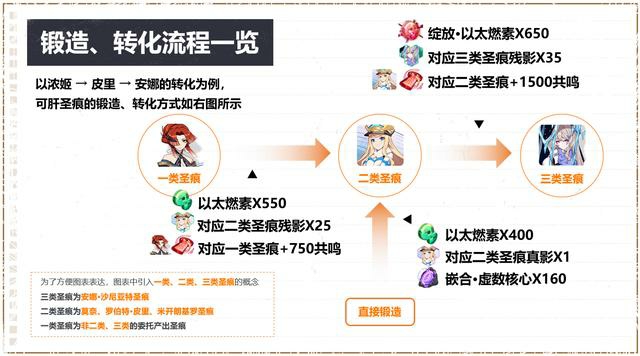 锻造、转化流程一览
以浓姬 → 皮里 → 安娜的转化为例，
可肝圣痕的锻造、转化方式如右图所示
绽放·以太燃素X650
对应三类圣痕残影X35
对应二类圣痕+1500共鸣
一类圣痕
二类圣痕
三类圣痕
以太燃素X550
对应二类圣痕残影X25
对应一类圣痕+750共鸣
以太燃素X400
对应二类圣痕真影X1
嵌合·虚数核心X160
直接锻造
为了方便图表表达，图表中引入一类、二类、三类圣痕的概念
三类圣痕为安娜·沙尼亚特圣痕
二类圣痕为莫奈、罗伯特·皮里、米开朗基罗圣痕
一类圣痕为非二类、三类的委托产出圣痕